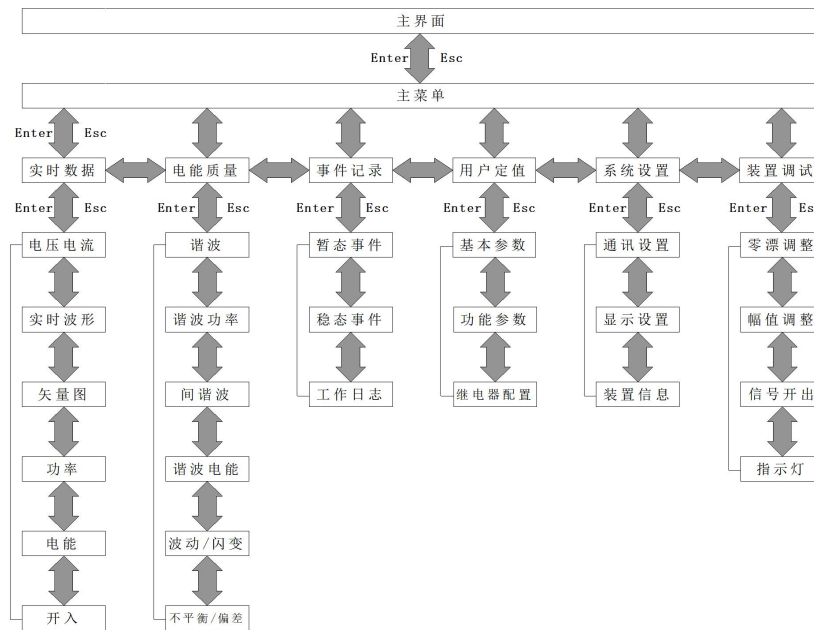 主界面
Enter Esc
主菜单
Enter Esc
实时数据 电能质量 事件记录 用户定值 系统设置 装置调试
Enter Esc Enter Esc Enter Esc Enter Esc Enter Esc Enter Es
电压电流 谐波 暂态事件 基本参数 通讯设置 零漂调整
实时波形 谐波功率 稳态事件 功能参数 显示设置 幅值调整
矢量图 间谐波 工作日志 继电器配置 装置信息 信号开出
功率 谐波电能 指示灯
电能 波动/闪变
开入 不平衡/偏差